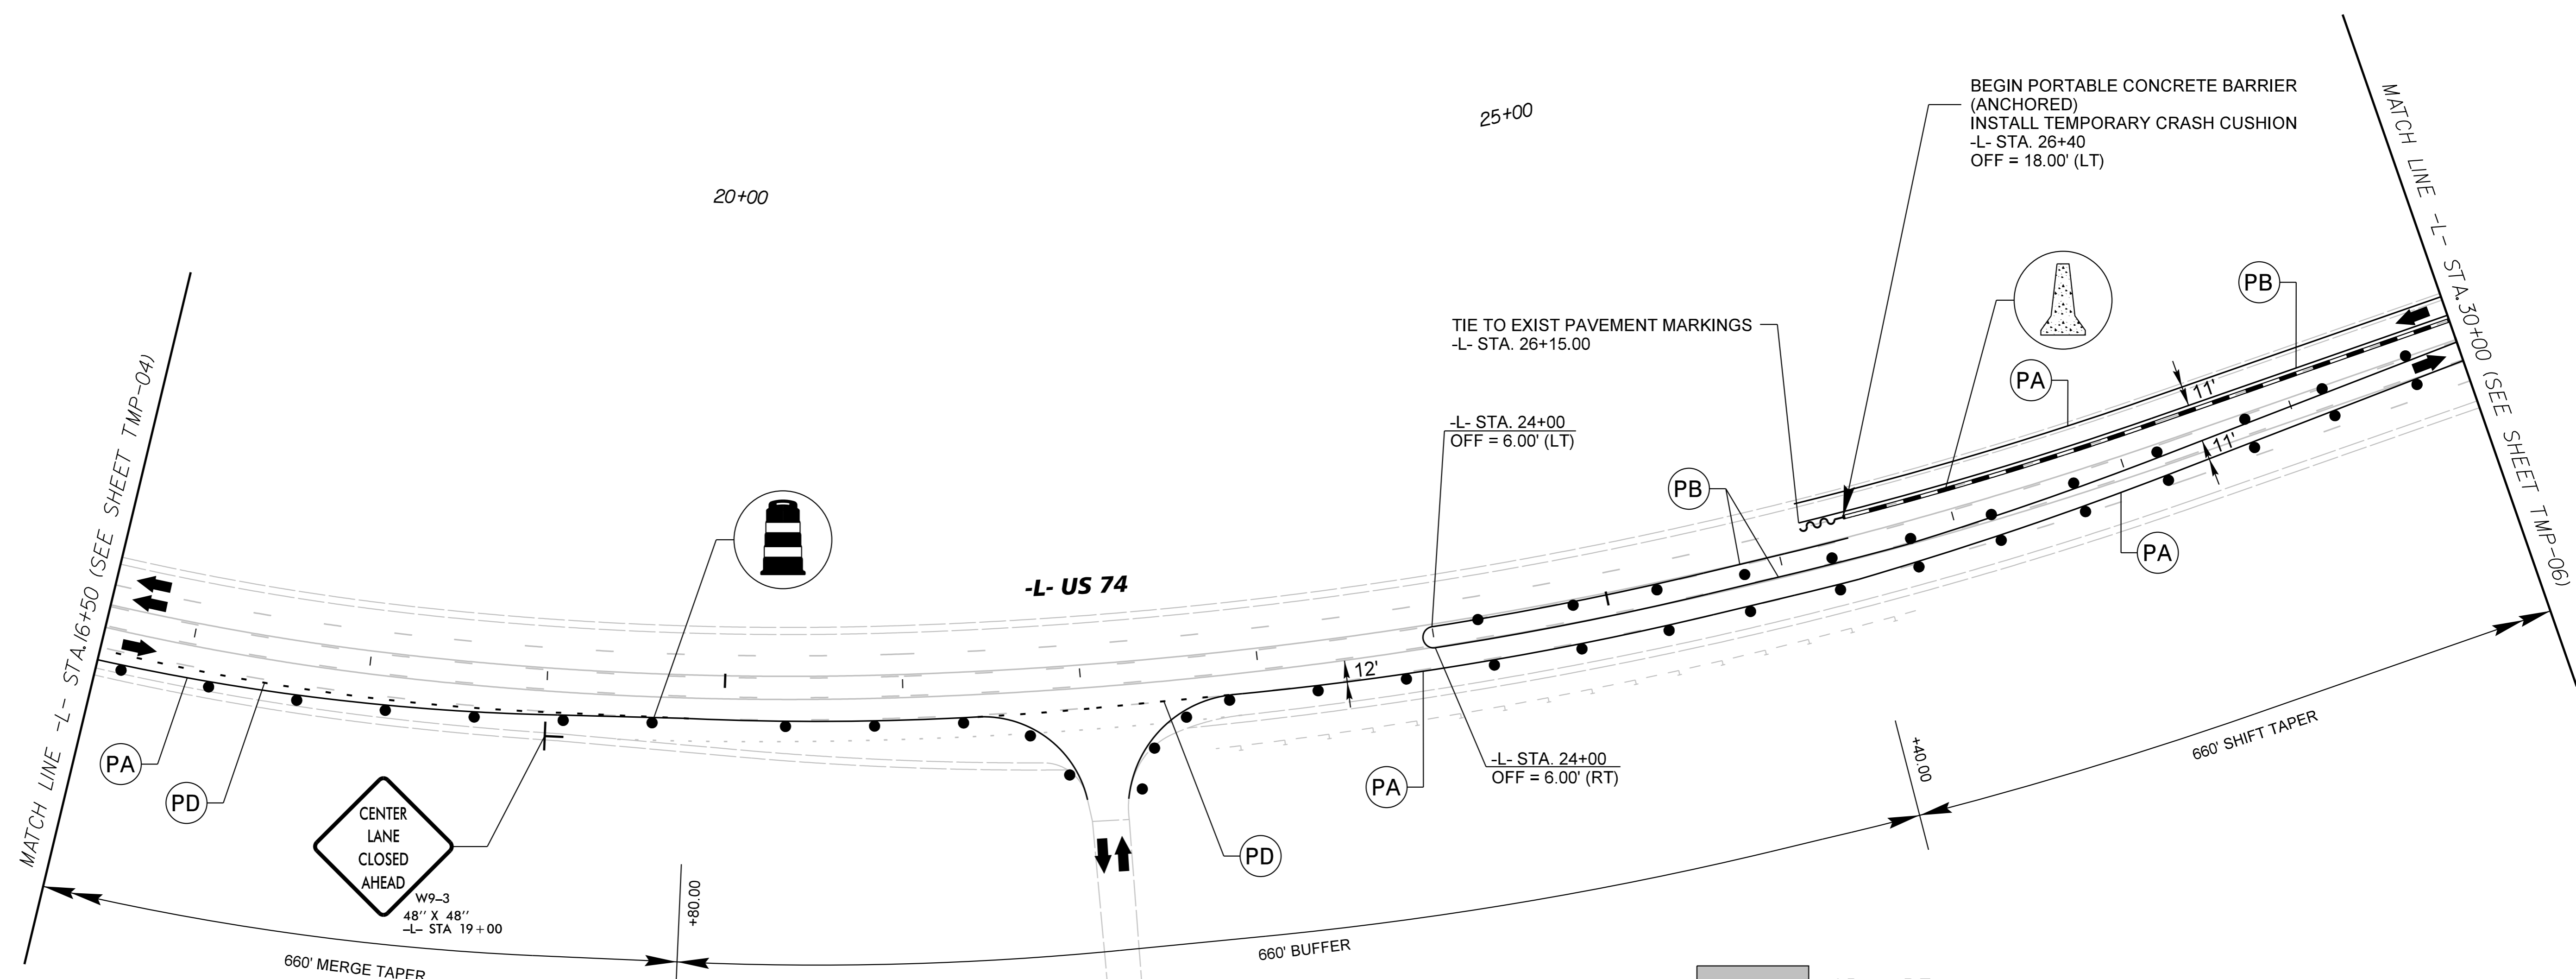 BEGIN PORTABLE CONCRETE BARRIER
(ANCHORED)
INSTALL TEMPORARY CRASH CUSHION
-L- STA. 26+40
OFF = 18.00' (LT)
25+00
20+00
MATCH LINE -L- STA.30+00 (SEE SHEET TMP-06)
PB
TIE TO EXIST PAVEMENT MARKINGS
-L- STA. 26+15.00
PA
11'
11'
-L- STA. 24+00
OFF = 6.00' (LT)
PB
PA
MATCH LINE -L- STA.16+50 (SEE SHEET TMP-04)
-L- US 74
12'
-L- STA. 24+00
OFF = 6.00' (RT)
PA
PD
PA
PD
CENTER
LANE
CLOSED
AHEAD
W9-3
48'' X 48''
-L- STA 19+00
+80.00
+40.00
660' SHIFT TAPER
660' BUFFER
660' MERGE TAPER